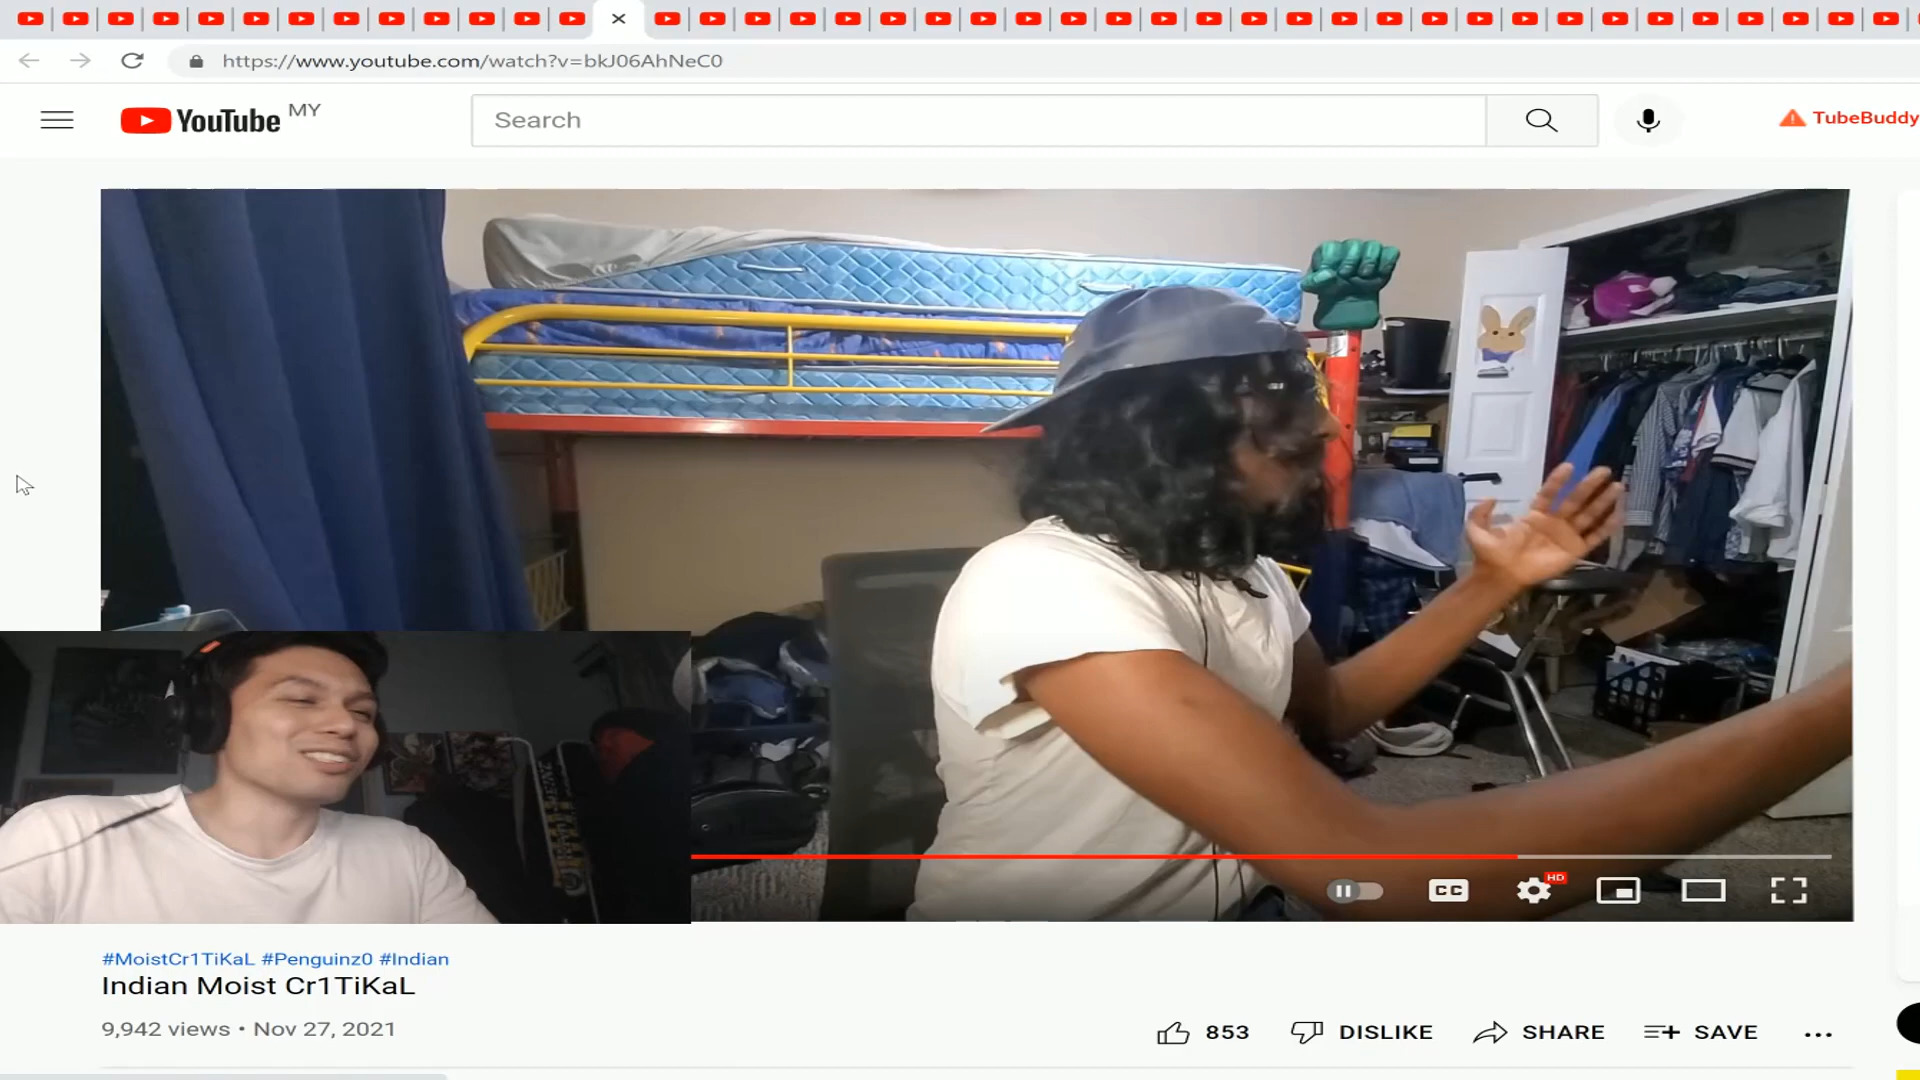 https://www.youtube.com/watch?v=bkJ06AhNeC0
YouTube MY
Search
TubeBuddy
CC
HD
#MoistCr1TiKaL #Penguinz0 #Indian
Indian Moist Cr1TiKaL
9,942 views • Nov 27, 2021
853 DISLIKE SHARE SAVE